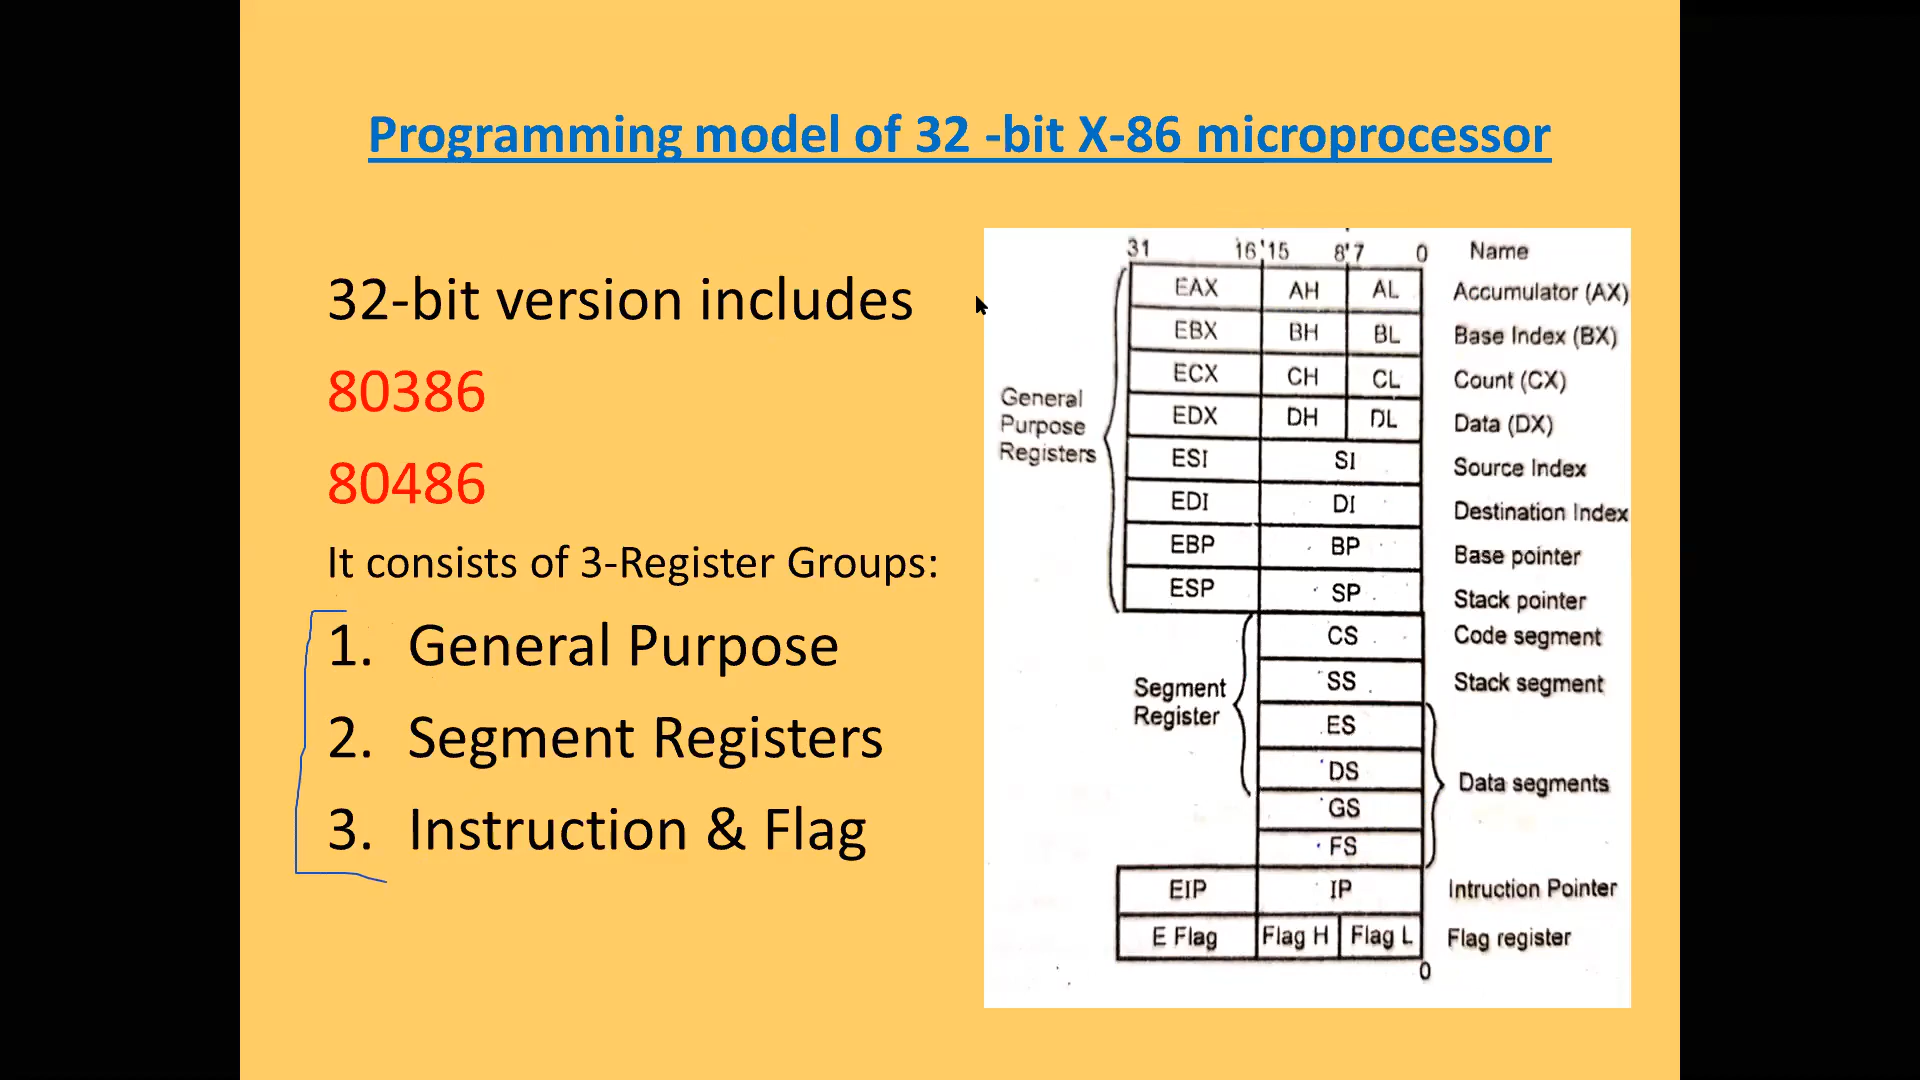 Programming model of 32 -bit X-86 microprocessor
32-bit version includes
80386
80486
It consists of 3-Register Groups:
1. General Purpose
2. Segment Registers
3. Instruction & Flag
31 16 15 8 7 0 Name
General
Purpose
Registers
EAX AH AL Accumulator (AX)
EBX BH BL Base Index (BX)
ECX CH CL Count (CX)
EDX DH DL Data (DX)
ESI SI Source Index
EDI DI Destination Index
EBP BP Base pointer
ESP SP Stack pointer
Segment
Register
CS Code segment
SS Stack segment
ES
DS
GS
FS
Data segments
EIP IP Intruction Pointer
E Flag Flag H Flag L Flag register
0